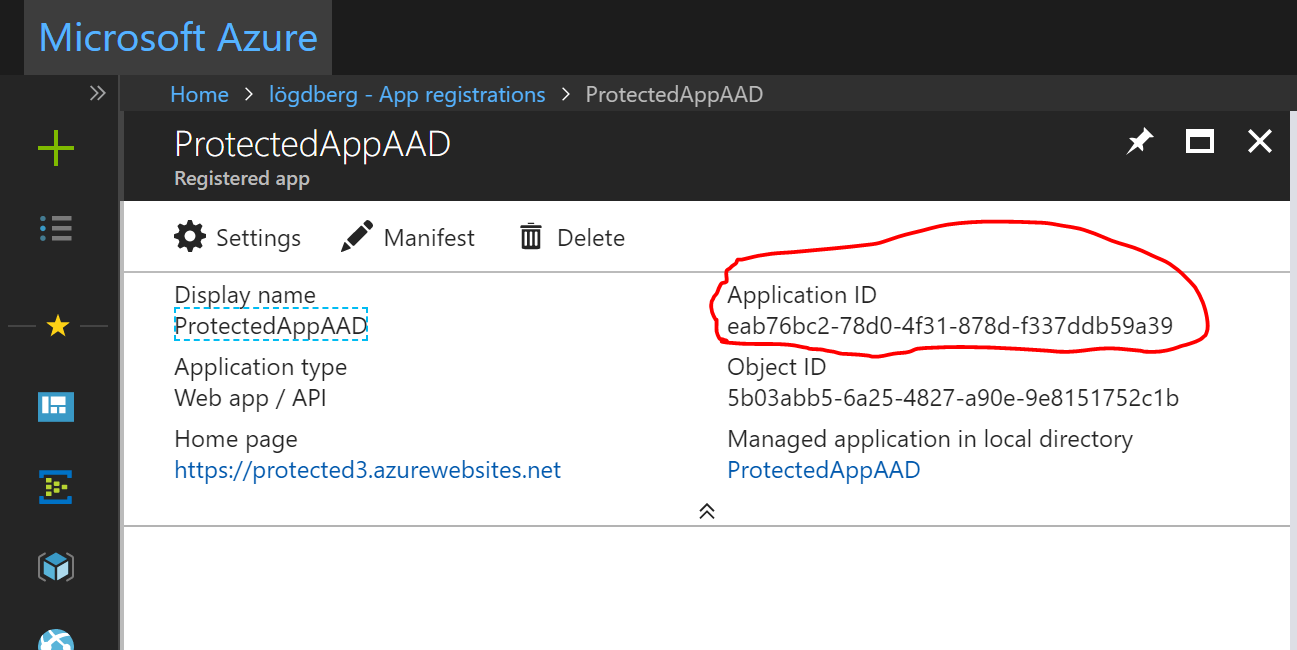 Microsoft Azure
Home > lögdberg - App registrations > ProtectedAppAAD
ProtectedAppAAD
Registered app
Settings Manifest Delete
Display name
ProtectedAppAAD
Application type
Web app / API
Home page
https://protected3.azurewebsites.net
Application ID
eab76bc2-78d0-4f31-878d-f337ddb59a39
Object ID
5b03abb5-6a25-4827-a90e-9e8151752c1b
Managed application in local directory
ProtectedAppAAD